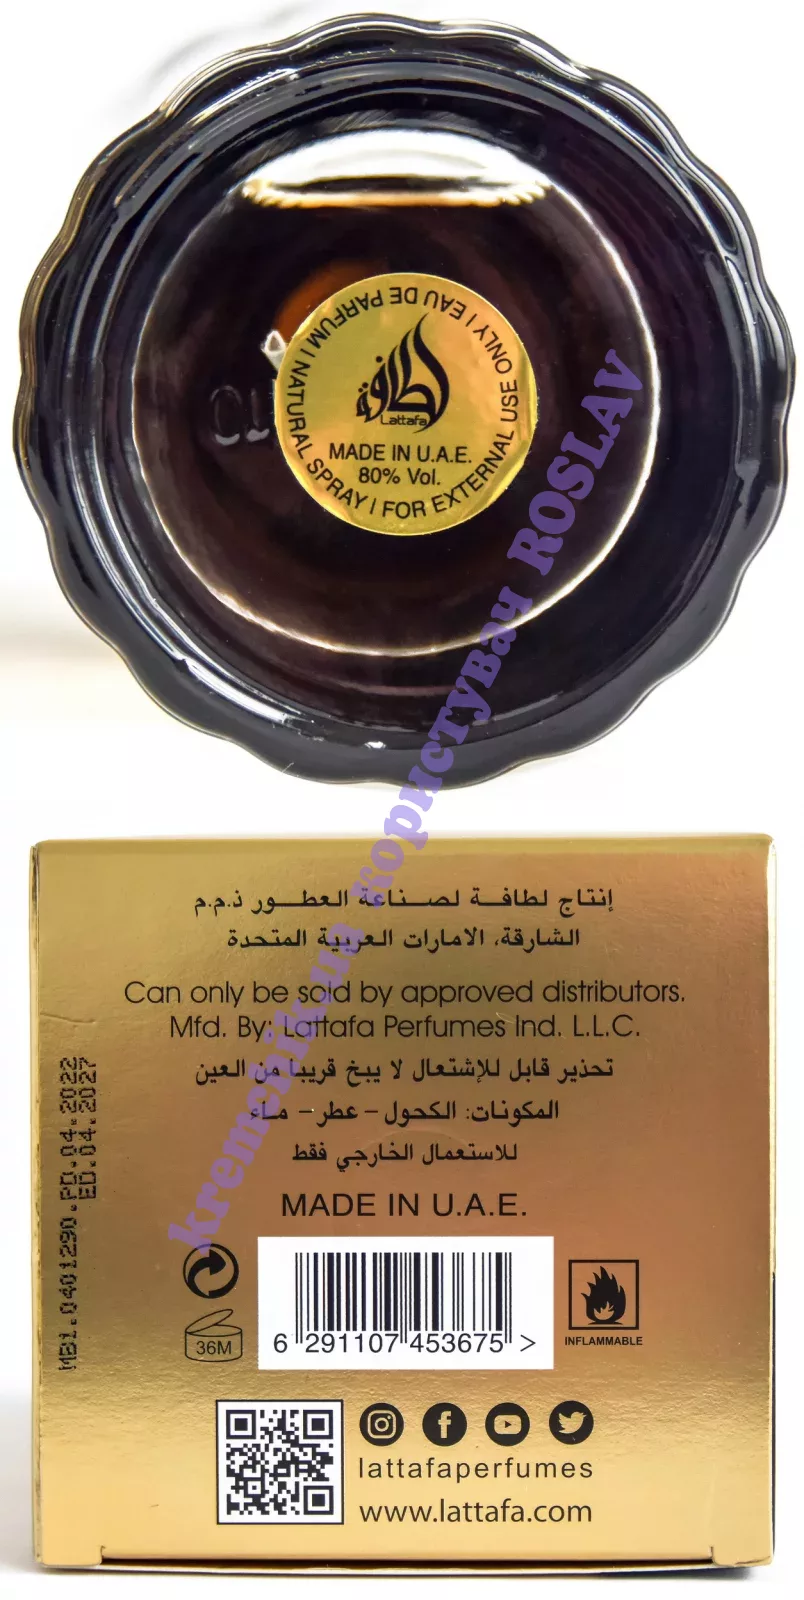 EAU DE PARFUM | NATURAL SPRAY | FOR EXTERNAL USE ONLY |
لطافة
Lattafa
MADE IN U.A.E.
80% Vol.
إنتاج لطافة لصناعة العطور ذ.م.م
الشارقة، الامارات العربية المتحدة
Can only be sold by approved distributors.
Mfd. By: Lattafa Perfumes Ind. L.L.C.
تحذير قابل للإشتعال لا يبخ قريبا من العين
المكونات: الكحول - عطر - ماء
للاستعمال الخارجي فقط
MADE IN U.A.E.
MB1.0401290.PD.04.2022
ED.04.2027
36M
6 291107 453675 >
INFLAMMABLE
lattafaperfumes
www.lattafa.com
kremenchik.ua користувач ROSLAV